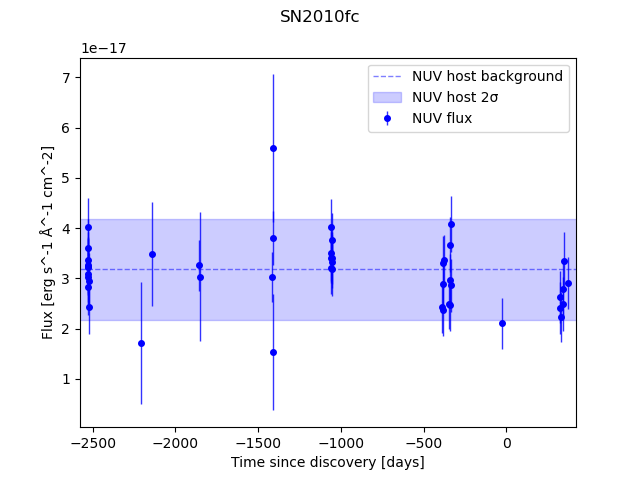 SN2010fc
1e−17
NUV host background
NUV host 2σ
NUV flux
7
6
5
4
3
2
1
Flux [erg s^-1 Å^-1 cm^-2]
−2500 −2000 −1500 −1000 −500 0
Time since discovery [days]